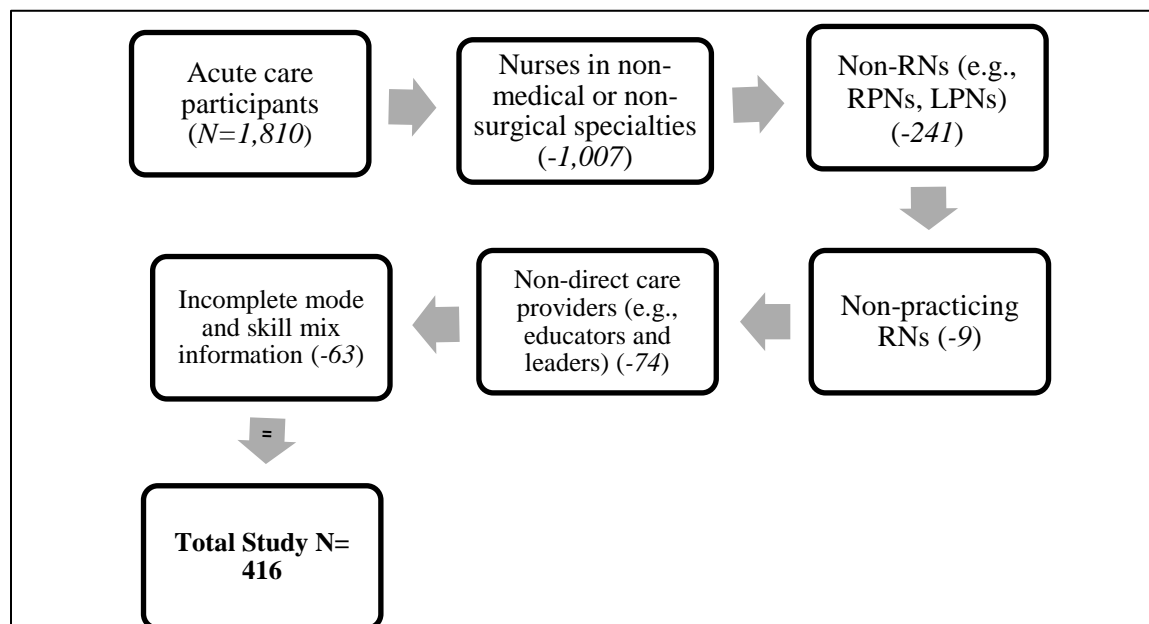 Acute care
participants
(N=1,810)
Nurses in non-
medical or non-
surgical specialties
(-1,007)
Non-RNs (e.g.,
RPNs, LPNs)
(-241)
Non-practicing
RNs (-9)
Non-direct care
providers (e.g.,
educators and
leaders) (-74)
Incomplete mode
and skill mix
information (-63)
=
Total Study N=
416